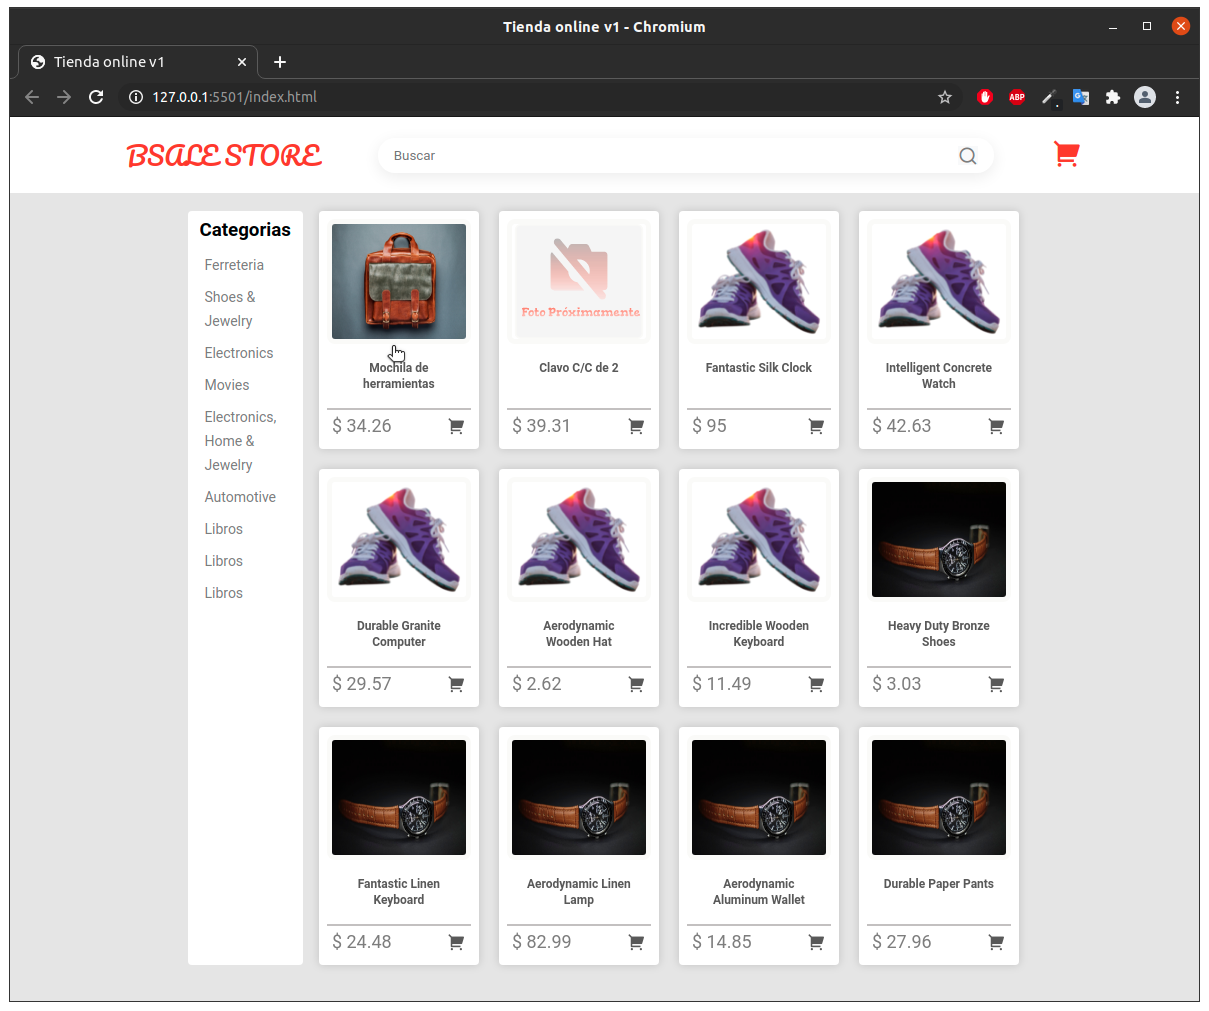 Tienda online v1 - Chromium
Tienda online v1
127.0.0.1:5501/index.html
ABP
BSALE STORE
Buscar
Categorias
Ferreteria
Shoes &
Jewelry
Electronics
Movies
Electronics,
Home &
Jewelry
Automotive
Libros
Libros
Libros
Mochila de
herramientas
$ 34.26
Foto Próximamente
Clavo C/C de 2
$ 39.31
Fantastic Silk Clock
$ 95
Intelligent Concrete
Watch
$ 42.63
Durable Granite
Computer
$ 29.57
Aerodynamic
Wooden Hat
$ 2.62
Incredible Wooden
Keyboard
$ 11.49
Heavy Duty Bronze
Shoes
$ 3.03
Fantastic Linen
Keyboard
$ 24.48
Aerodynamic Linen
Lamp
$ 82.99
Aerodynamic
Aluminum Wallet
$ 14.85
Durable Paper Pants
$ 27.96